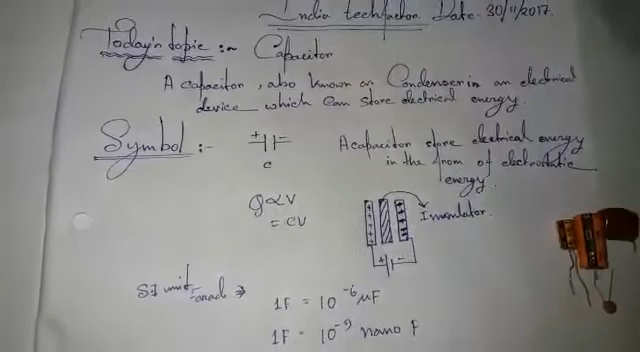 India techfactor Date: 30/11/2017.
Today's topic :- Capacitor
A capacitor, also known as Condenser is an electrical
device which can store electrical energy.
Symbol :-
+ -
C
A capacitor store electrical energy
in the from of electrostatic
energy.
Q∝V
= CV
Insulator.
+ -
SI unit Farad ⇒
1F = 10⁻⁶ μF
1F = 10⁻⁹ nano F